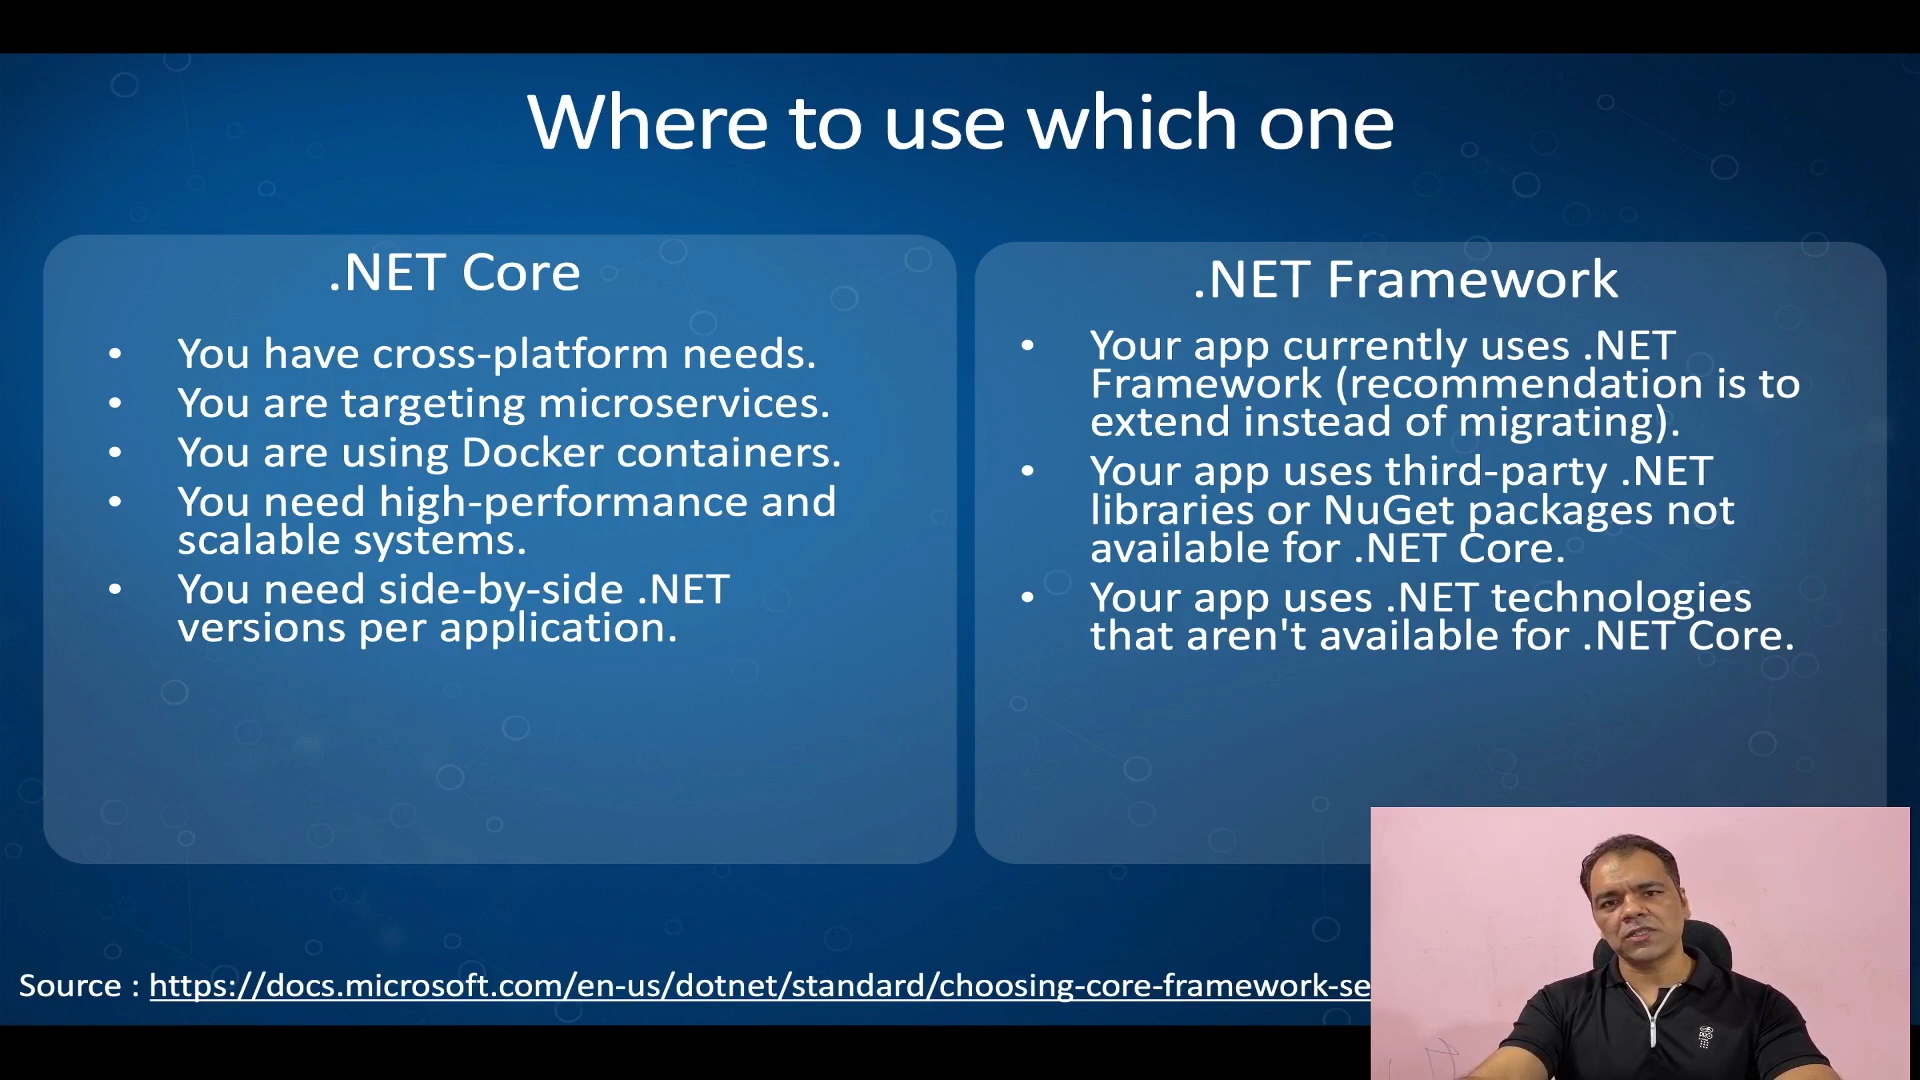 Where to use which one
.NET Core
• You have cross-platform needs.
• You are targeting microservices.
• You are using Docker containers.
• You need high-performance and
scalable systems.
• You need side-by-side .NET
versions per application.
.NET Framework
• Your app currently uses .NET
Framework (recommendation is to
extend instead of migrating).
• Your app uses third-party .NET
libraries or NuGet packages not
available for .NET Core.
• Your app uses .NET technologies
that aren't available for .NET Core.
Source : https://docs.microsoft.com/en-us/dotnet/standard/choosing-core-framework-se